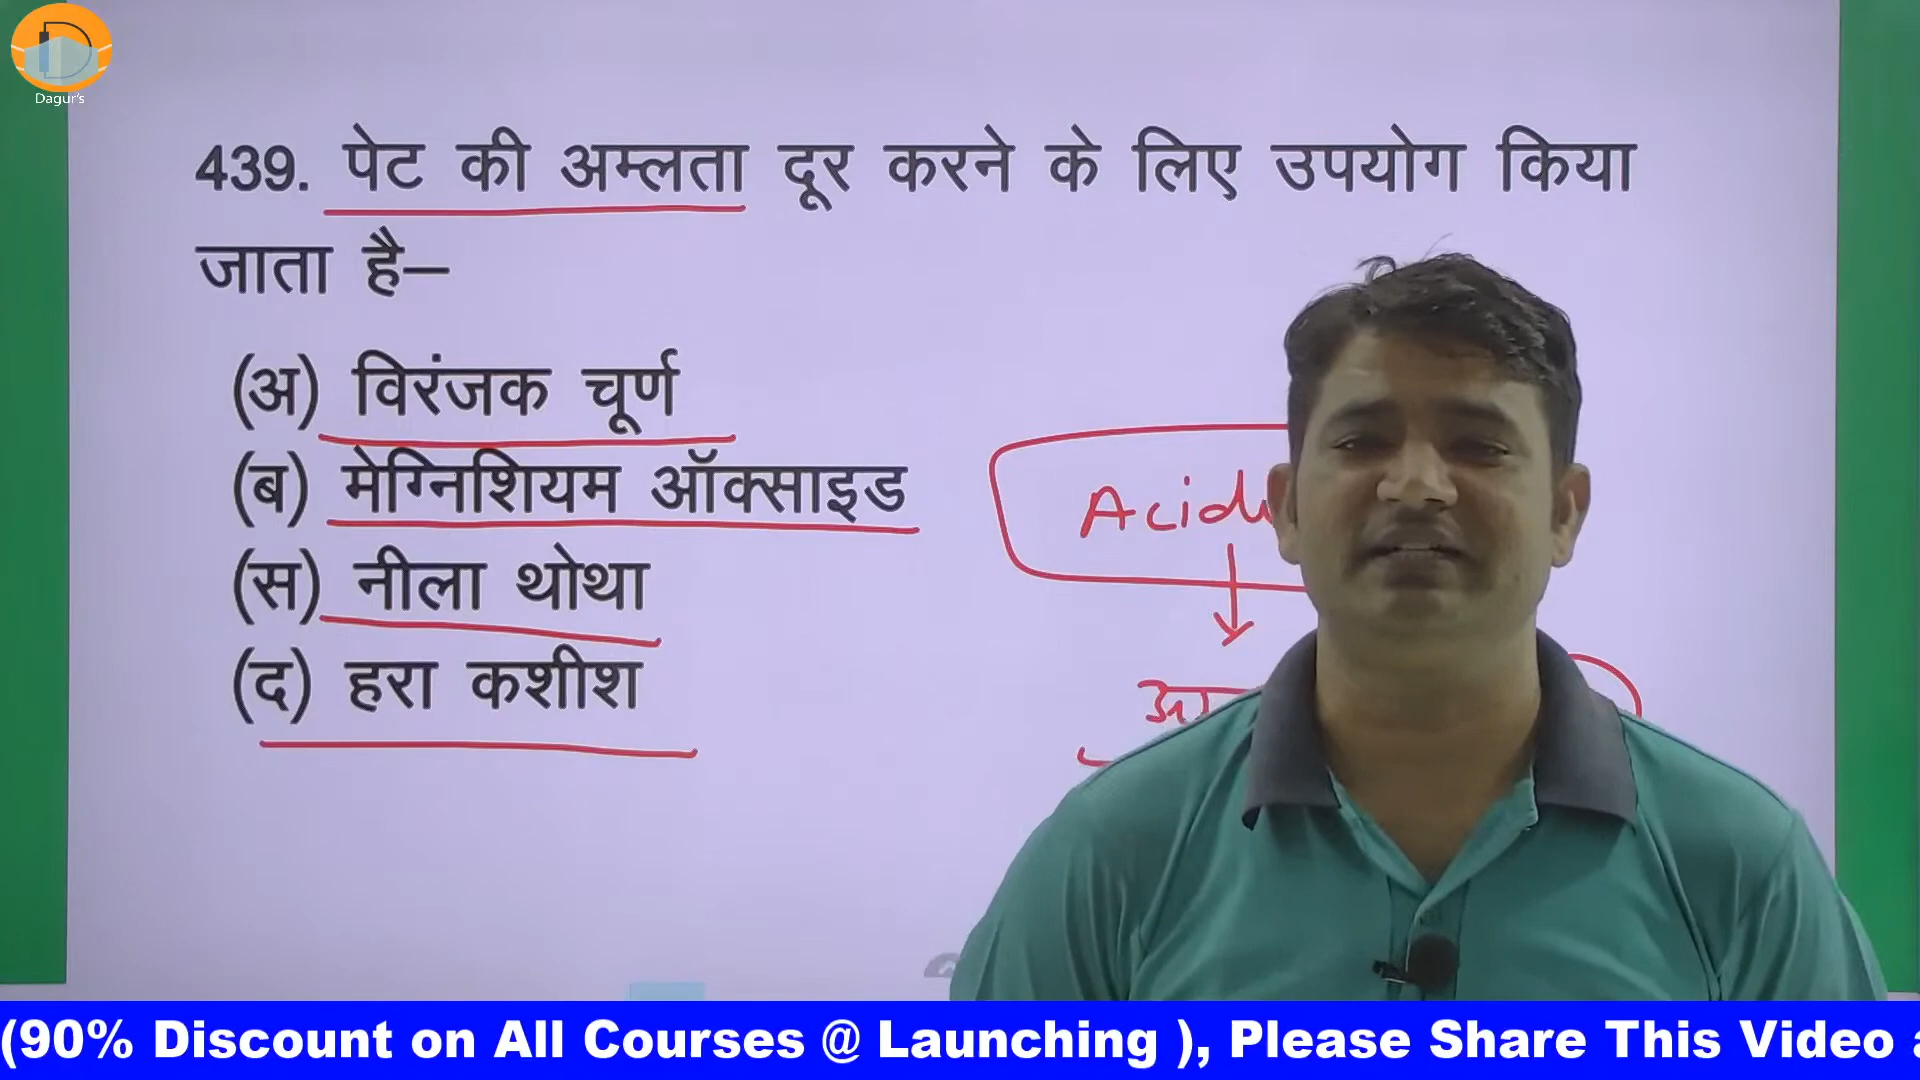 Dagur's
439. पेट की अम्लता दूर करने के लिए उपयोग किया
जाता है–
(अ) विरंजक चूर्ण
(ब) मेग्निशियम ऑक्साइड
(स) नीला थोथा
(द) हरा कशीश
(90% Discount on All Courses @ Launching ), Please Share This Video